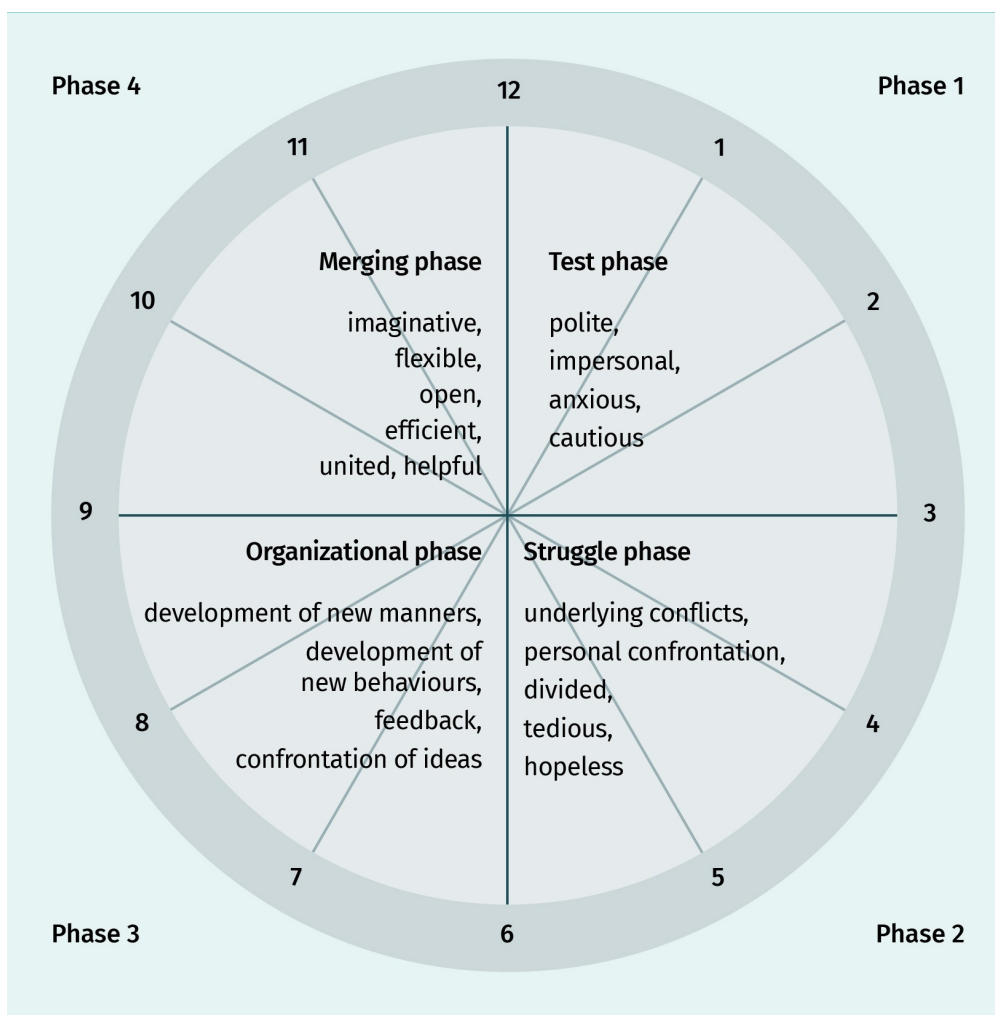 Phase 4
Phase 1
12
11
1
10
2
9
3
8
4
7
5
6
Merging phase
imaginative,
flexible,
open,
efficient,
united, helpful
Test phase
polite,
impersonal,
anxious,
cautious
Organizational phase
development of new manners,
development of
new behaviours,
feedback,
confrontation of ideas
Struggle phase
underlying conflicts,
personal confrontation,
divided,
tedious,
hopeless
Phase 3
Phase 2